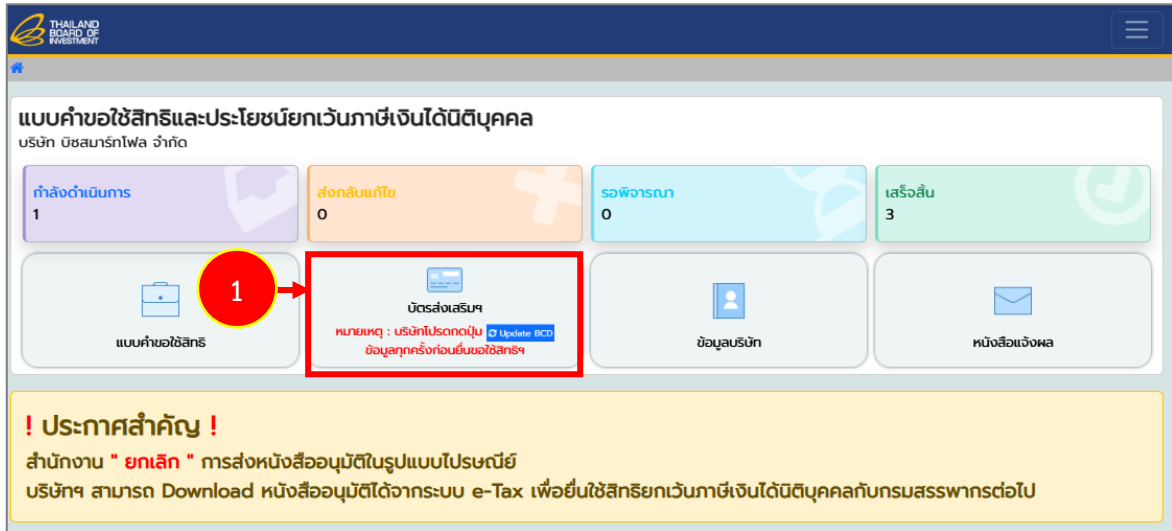 THAILAND
BOARD OF
INVESTMENT
แบบคำขอใช้สิทธิและประโยชน์ยกเว้นภาษีเงินได้นิติบุคคล
บริษัท บิซสมาร์ทโฟล จำกัด
กำลังดำเนินการ
1
ส่งกลับแก้ไข
0
รอพิจารณา
0
เสร็จสิ้น
3
แบบคำขอใช้สิทธิ
1
บัตรส่งเสริมฯ
หมายเหตุ : บริษัทโปรดกดปุ่ม Update BCD
ข้อมูลทุกครั้งก่อนยื่นขอใช้สิทธิฯ
ข้อมูลบริษัท
หนังสือแจ้งผล
! ประกาศสำคัญ !
สำนักงาน " ยกเลิก " การส่งหนังสืออนุมัติในรูปแบบไปรษณีย์
บริษัทฯ สามารถ Download หนังสืออนุมัติได้จากระบบ e-Tax เพื่อยื่นใช้สิทธิยกเว้นภาษีเงินได้นิติบุคคลกับกรมสรรพากรต่อไป